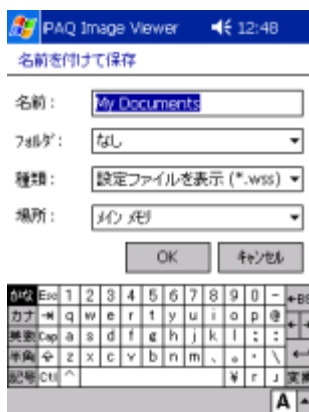 iPAQ Image Viewer 12:48
名前を付けて保存
名前: My Documents
フォルダ: なし
種類: 設定ファイルを表示 (*.wss)
場所: メイン メモリ
OK キャンセル
かな Esc 1 2 3 4 5 6 7 8 9 0 - BS
カナ q w e r t y u i o p @
英数 Cap a s d f g h j k l ; :
半角 z x c v b n m 、 。 ・ \
記号 Ctl ^ ¥ 「 」 変換
A